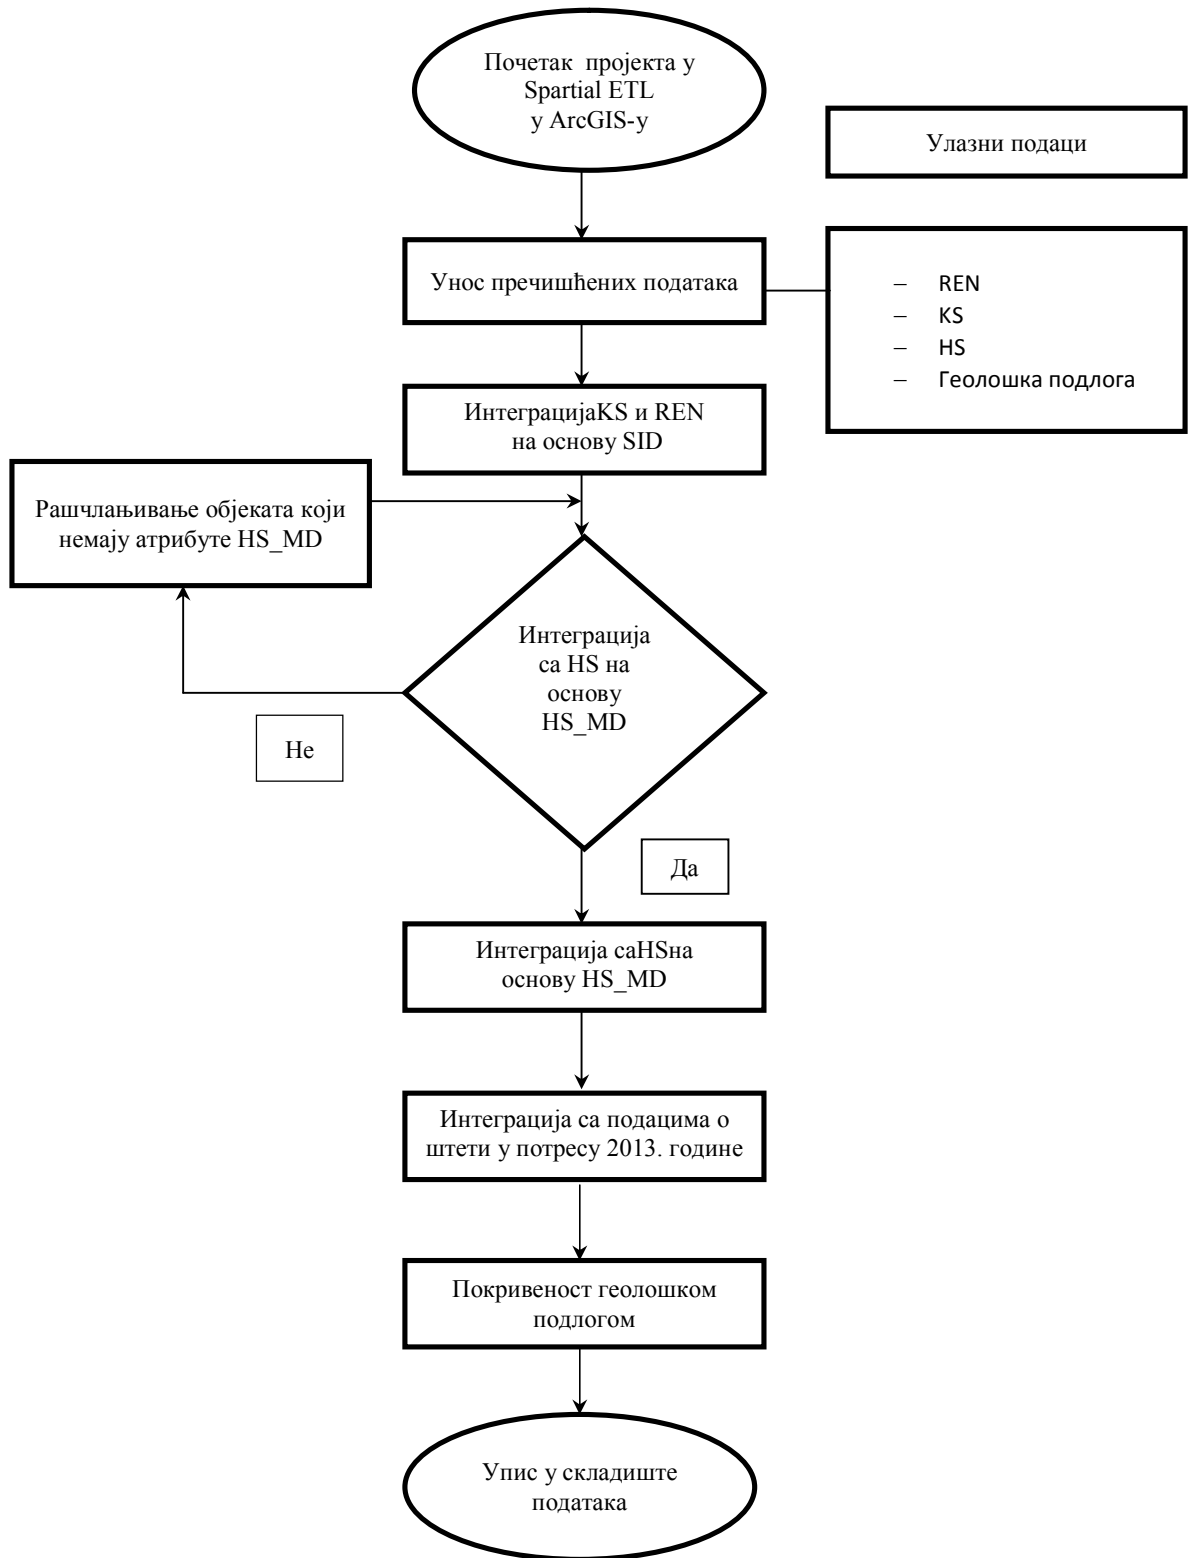 Почетак пројекта у
Spartial ETL
у ArcGIS-у
Улазни подаци
Унос пречишћених података
– REN
– KS
– HS
– Геолошка подлога
ИнтеграцијаKS и REN
на основу SID
Рашчлањивање објеката који
немају атрибуте HS_MD
Интеграција
са HS на
основу
HS_MD
Не
Да
Интеграција саHSна
основу HS_MD
Интеграција са подацима о
штети у потресу 2013. године
Покривеност геолошком
подлогом
Упис у складиште
података